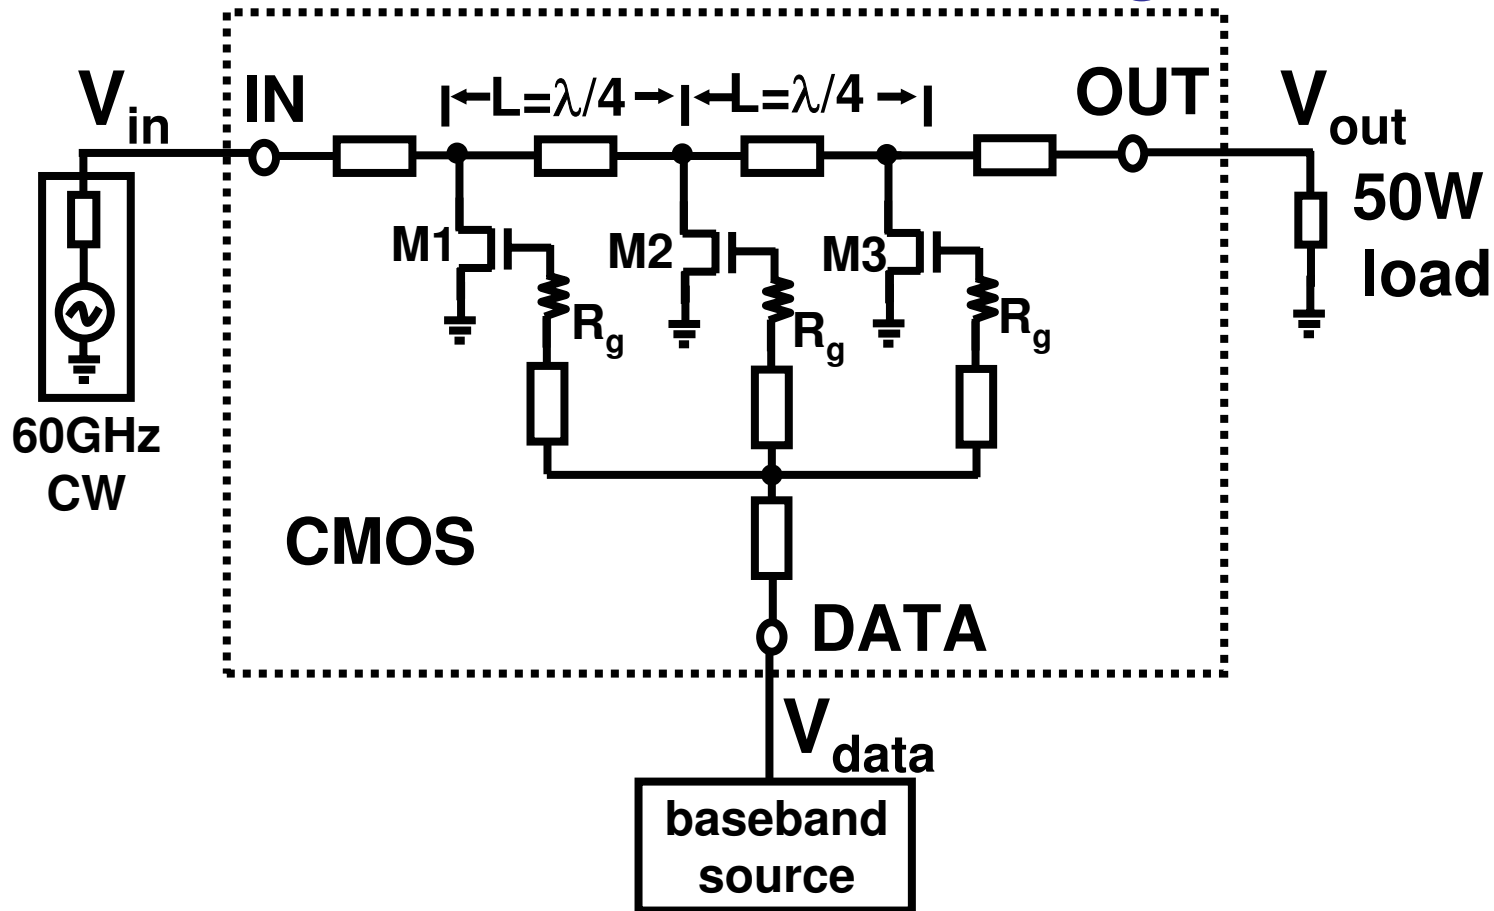 Vin
IN
L=λ/4
L=λ/4
OUT
Vout
50W
load
M1
M2
M3
Rg
Rg
Rg
60GHz
CW
CMOS
DATA
Vdata
baseband
source